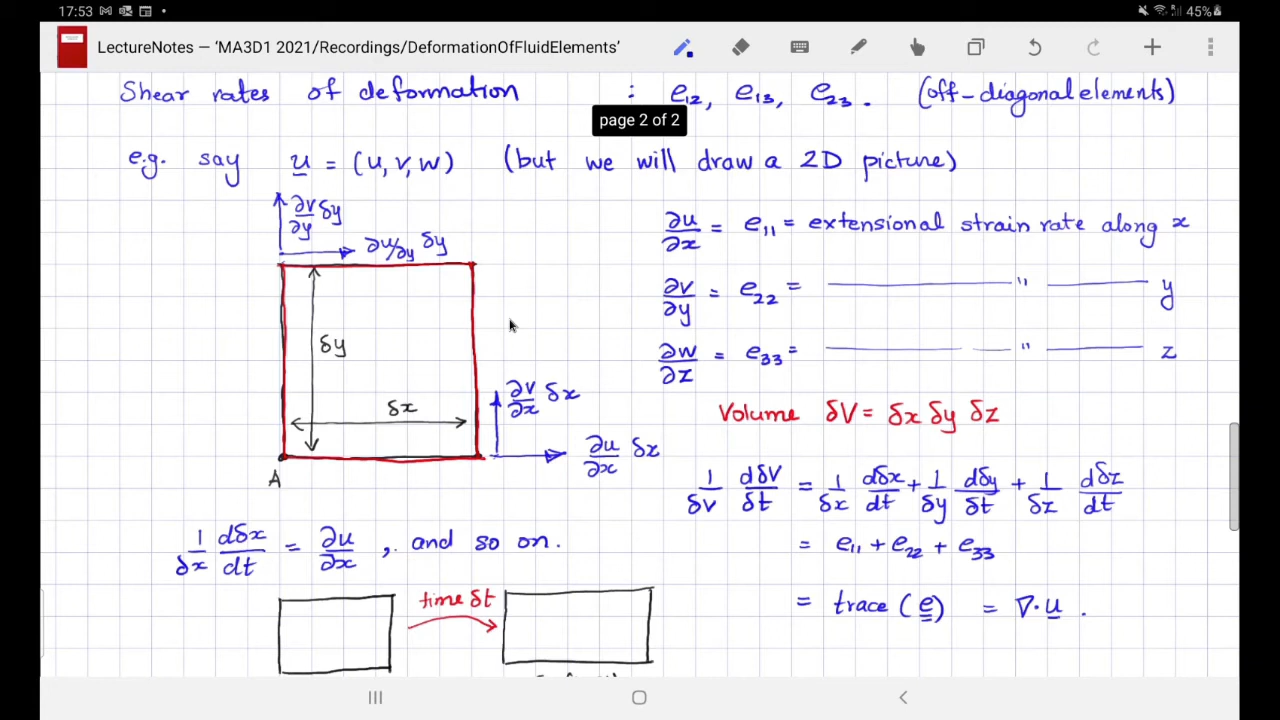 17:53
45%
LectureNotes — ‘MA3D1 2021/Recordings/DeformationOfFluidElements’
Shear rates of deformation : e₁₂, e₁₃, e₂₃. (off-diagonal elements)
page 2 of 2
e.g. say u̲ = (u,v,w) (but we will draw a 2D picture)
∂v/∂y δy
∂u/∂y δy
∂u/∂x = e₁₁ = extensional strain rate along x
∂v/∂y = e₂₂ = ——— " ——— y
∂w/∂z = e₃₃ = ——— " ——— z
δy
δx
∂v/∂x δx
∂u/∂x δx
A
Volume δV = δx δy δz
1/δV dδV/δt = 1/δx dδx/dt + 1/δy dδy/δt + 1/δz dδz/dt
= e₁₁ + e₂₂ + e₃₃
= trace (e̳) = ∇·u̲ .
1/δx dδx/dt = ∂u/∂x , and so on.
time δt